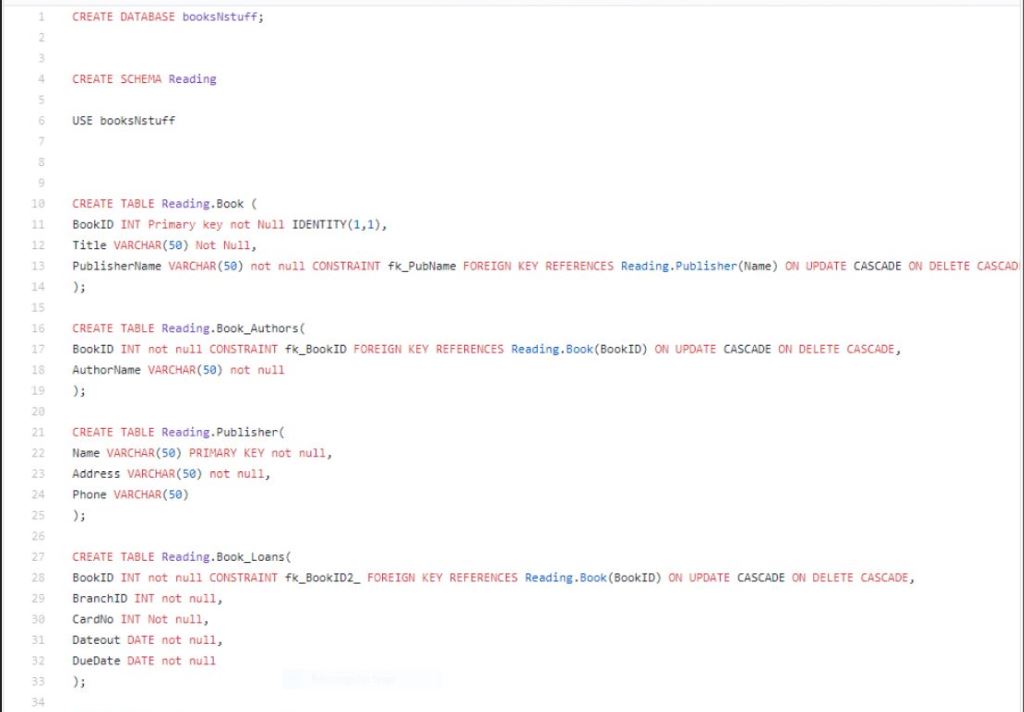 1 CREATE DATABASE booksNstuff;
2
3
4 CREATE SCHEMA Reading
5
6 USE booksNstuff
7
8
9
10 CREATE TABLE Reading.Book (
11 BookID INT Primary key not Null IDENTITY(1,1),
12 Title VARCHAR(50) Not Null,
13 PublisherName VARCHAR(50) not null CONSTRAINT fk_PubName FOREIGN KEY REFERENCES Reading.Publisher(Name) ON UPDATE CASCADE ON DELETE CASCAD
14 );
15
16 CREATE TABLE Reading.Book_Authors(
17 BookID INT not null CONSTRAINT fk_BookID FOREIGN KEY REFERENCES Reading.Book(BookID) ON UPDATE CASCADE ON DELETE CASCADE,
18 AuthorName VARCHAR(50) not null
19 );
20
21 CREATE TABLE Reading.Publisher(
22 Name VARCHAR(50) PRIMARY KEY not null,
23 Address VARCHAR(50) not null,
24 Phone VARCHAR(50)
25 );
26
27 CREATE TABLE Reading.Book_Loans(
28 BookID INT not null CONSTRAINT fk_BookID2_ FOREIGN KEY REFERENCES Reading.Book(BookID) ON UPDATE CASCADE ON DELETE CASCADE,
29 BranchID INT not null,
30 CardNo INT Not null,
31 Dateout DATE not null,
32 DueDate DATE not null
33 );
34